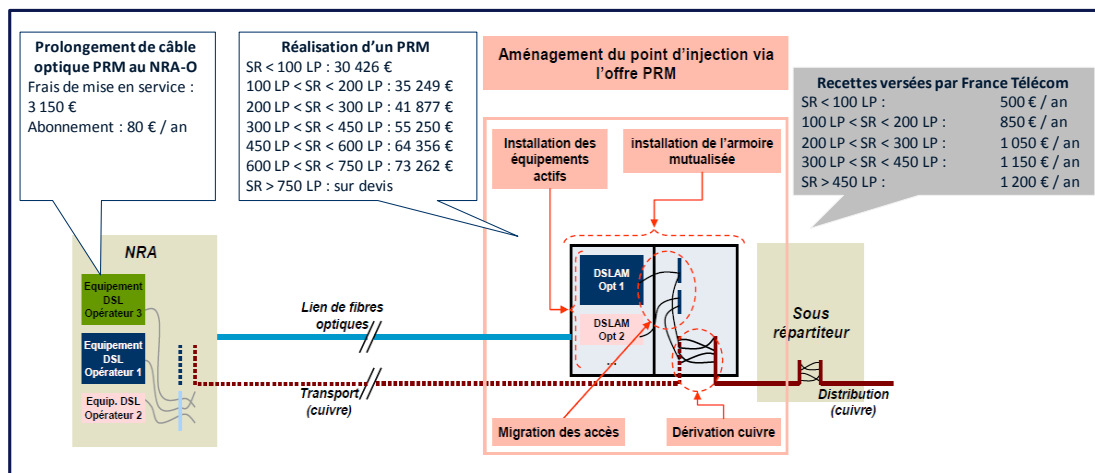 Prolongement de câble
optique PRM au NRA-O
Frais de mise en service :
3 150 €
Abonnement : 80 € / an
Réalisation d'un PRM
SR < 100 LP : 30 426 €
100 LP < SR < 200 LP : 35 249 €
200 LP < SR < 300 LP : 41 877 €
300 LP < SR < 450 LP : 55 250 €
450 LP < SR < 600 LP : 64 356 €
600 LP < SR < 750 LP : 73 262 €
SR > 750 LP : sur devis
Aménagement du point d'injection via
l'offre PRM
Recettes versées par France Télécom
SR < 100 LP : 500 € / an
100 LP < SR < 200 LP : 850 € / an
200 LP < SR < 300 LP : 1 050 € / an
300 LP < SR < 450 LP : 1 150 € / an
SR > 450 LP : 1 200 € / an
Installation des
équipements
actifs
installation de l'armoire
mutualisée
NRA
Equipement
DSL
Opérateur 3
Equipement
DSL
Opérateur 1
Equip. DSL
Opérateur 2
Lien de fibres
optiques
Transport
(cuivre)
DSLAM
Opt 1
DSLAM
Opt 2
...
Sous
répartiteur
Distribution
(cuivre)
Migration des accès
Dérivation cuivre